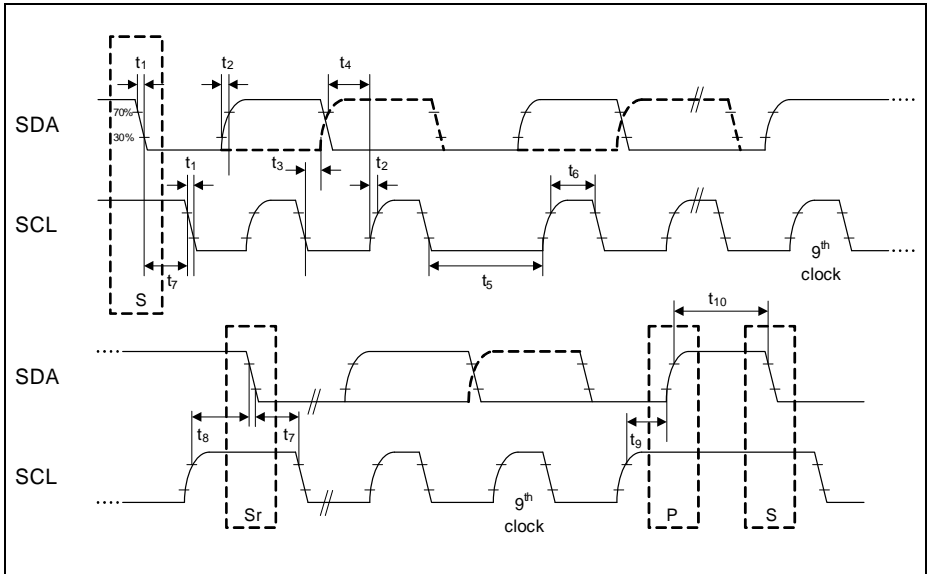 t1 t2 t4
SDA
70%
30%
t1 t3 t2 t6
SCL
t7 t5
9th
clock
S
t10
SDA
t8 t7 t9
SCL
9th
clock
Sr P S